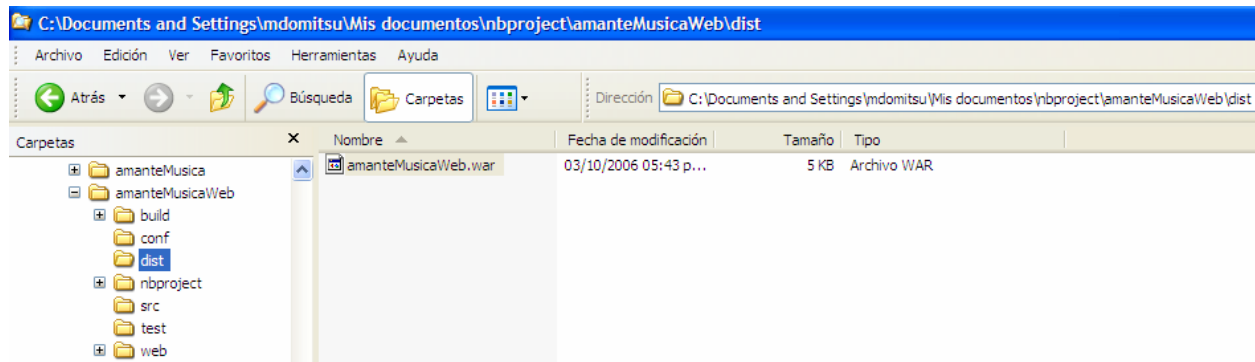 C:\Documents and Settings\mdomitsu\Mis documentos\nbproject\amanteMusicaWeb\dist
Archivo Edición Ver Favoritos Herramientas Ayuda
Atrás Búsqueda Carpetas Dirección C:\Documents and Settings\mdomitsu\Mis documentos\nbproject\amanteMusicaWeb\dist
Carpetas X Nombre Fecha de modificación Tamaño Tipo
amanteMusica amanteMusicaWeb.war 03/10/2006 05:43 p... 5 KB Archivo WAR
amanteMusicaWeb
build
conf
dist
nbproject
src
test
web